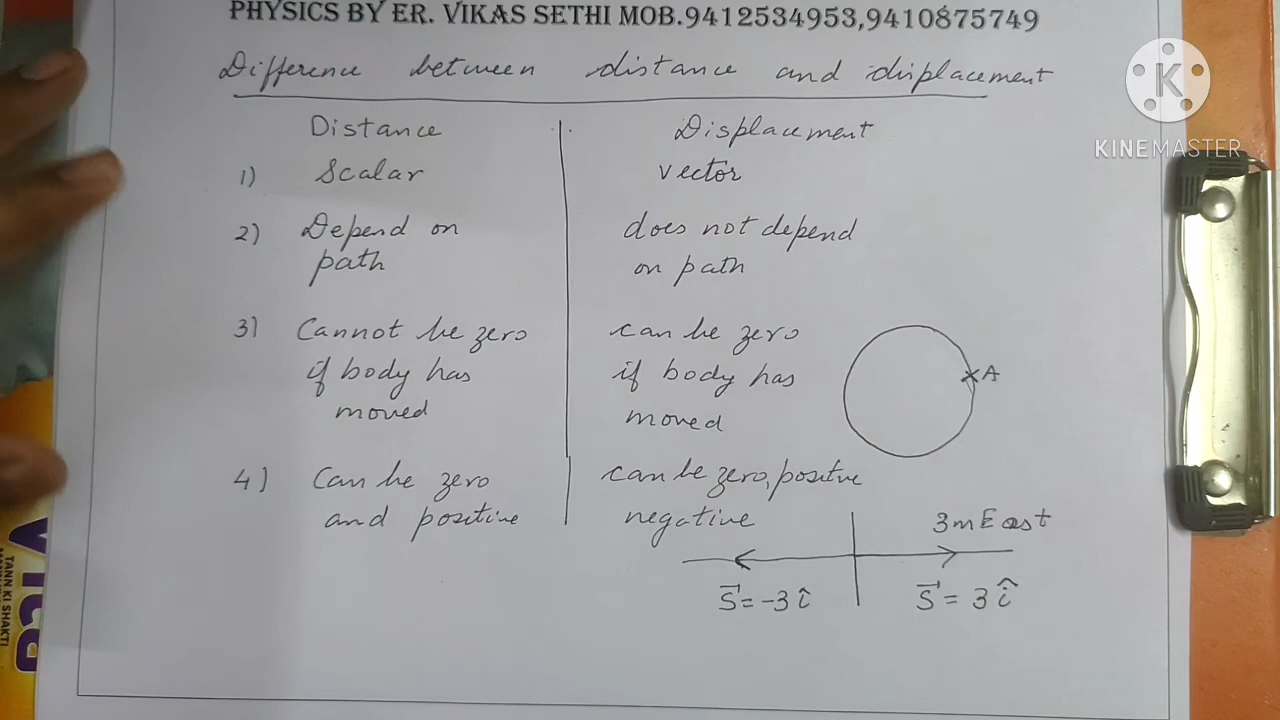 PHYSICS BY ER. VIKAS SETHI MOB.9412534953,9410875749
Difference between distance and displacement
Distance
Displacement
1) Scalar
vector
2) Depend on
path
does not depend
on path
3) Cannot be zero
if body has
moved
can be zero
if body has
moved
A
4) Can be zero
and positive
can be zero, positive
negative
3m East
S⃗ = -3 î
S⃗ = 3 î
K
KINEMASTER
TANN KI SHAKTI